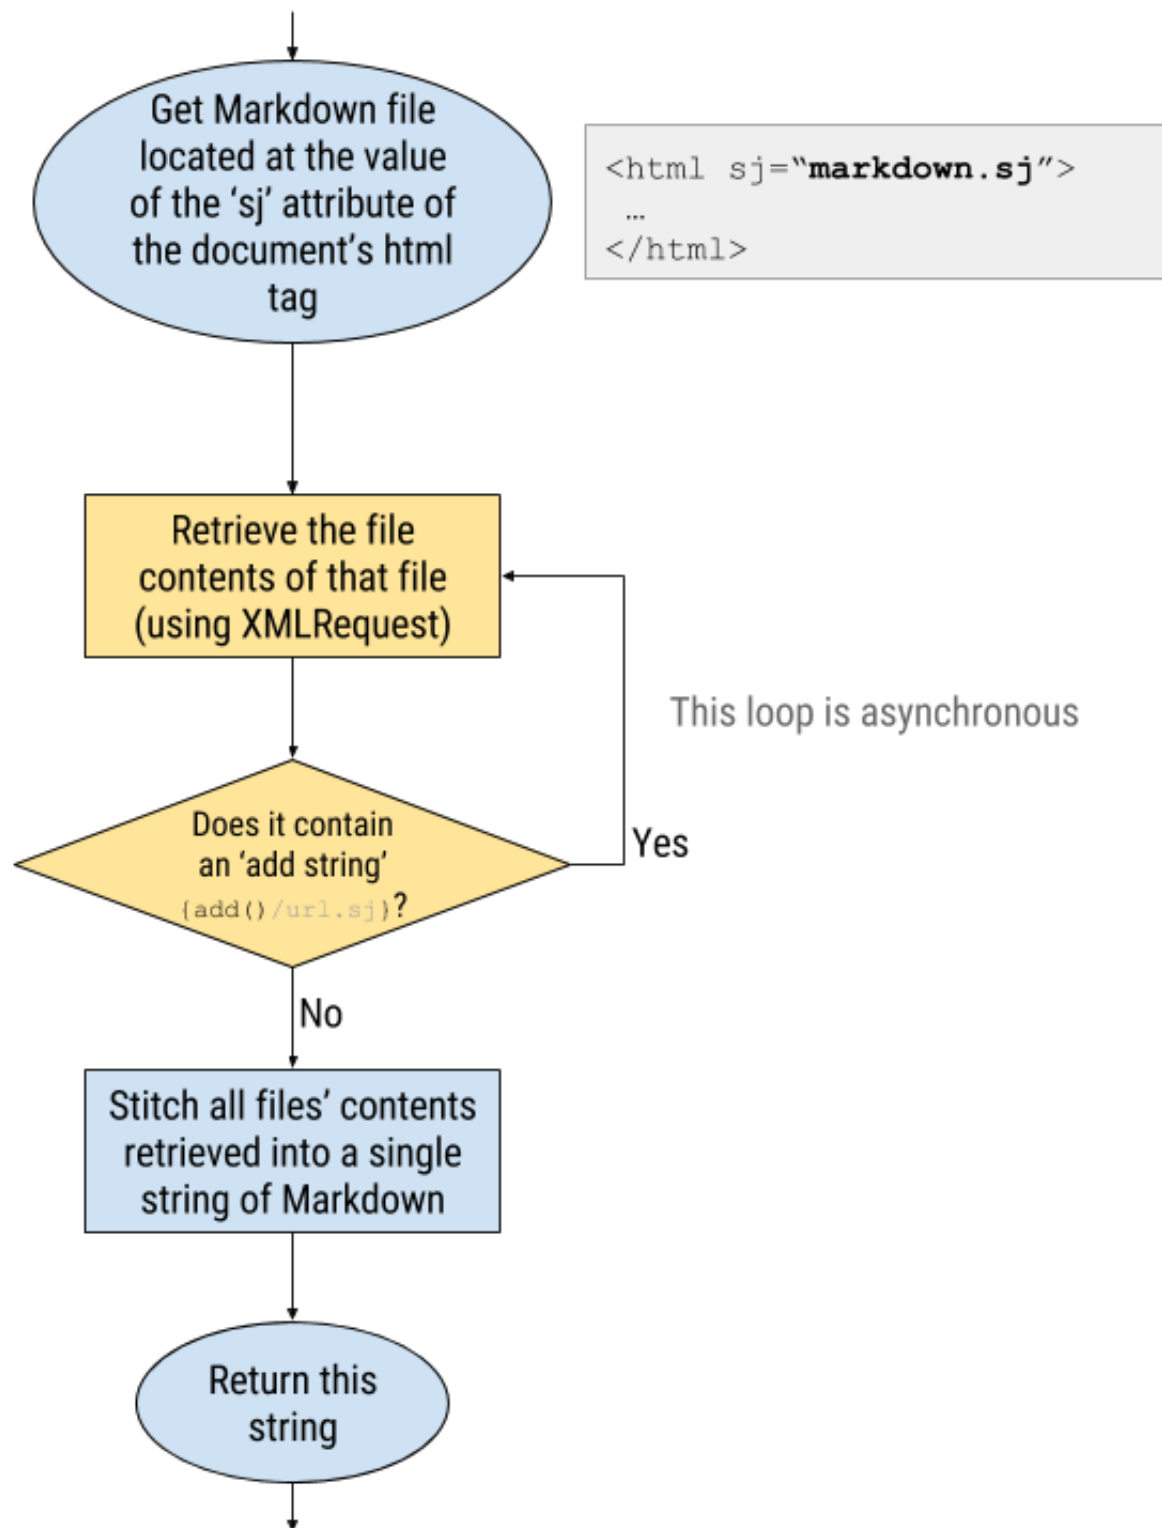 Get Markdown file
located at the value
of the ‘sj’ attribute of
the document’s html
tag
<html sj=“markdown.sj”>
…
</html>
Retrieve the file
contents of that file
(using XMLRequest)
This loop is asynchronous
Does it contain
an ‘add string’
{add()/url.sj}?
Yes
No
Stitch all files’ contents
retrieved into a single
string of Markdown
Return this
string